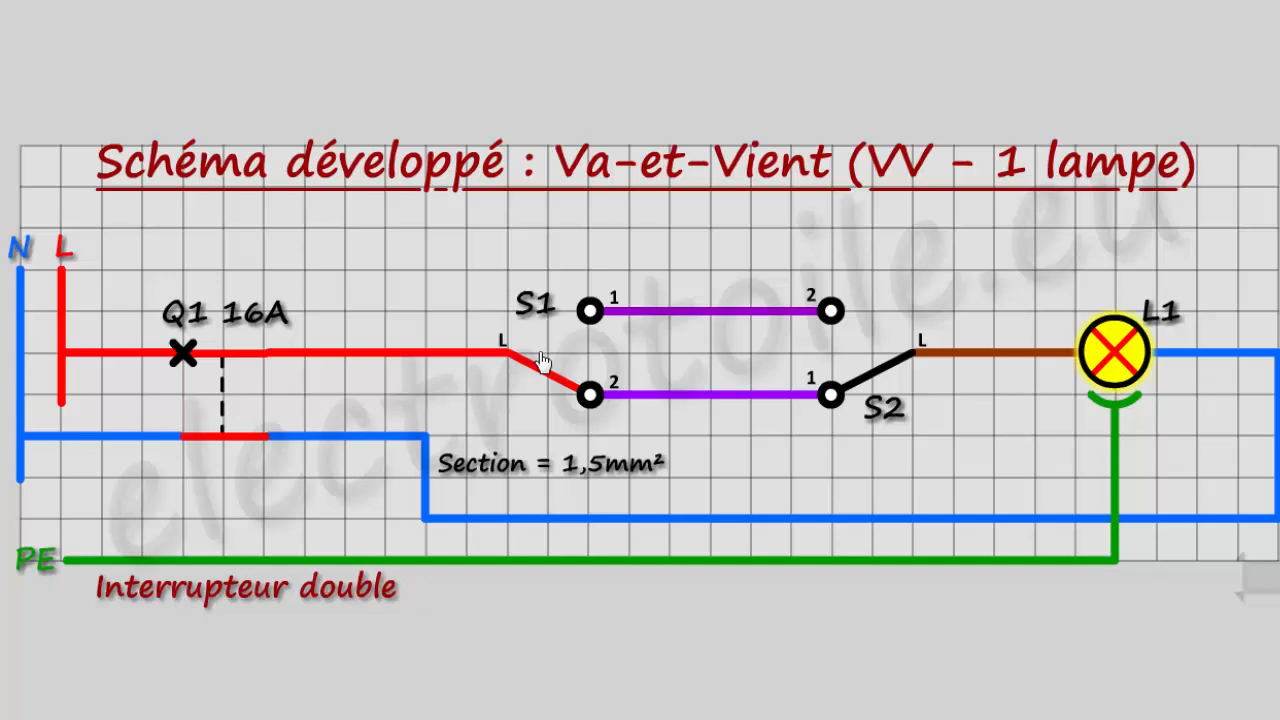 Schéma développé : Va-et-Vient (VV - 1 lampe)
N L
Q1 16A
S1
1 2
L1
L L
2 1
S2
Section = 1,5mm²
PE
Interrupteur double
electrotoile.eu